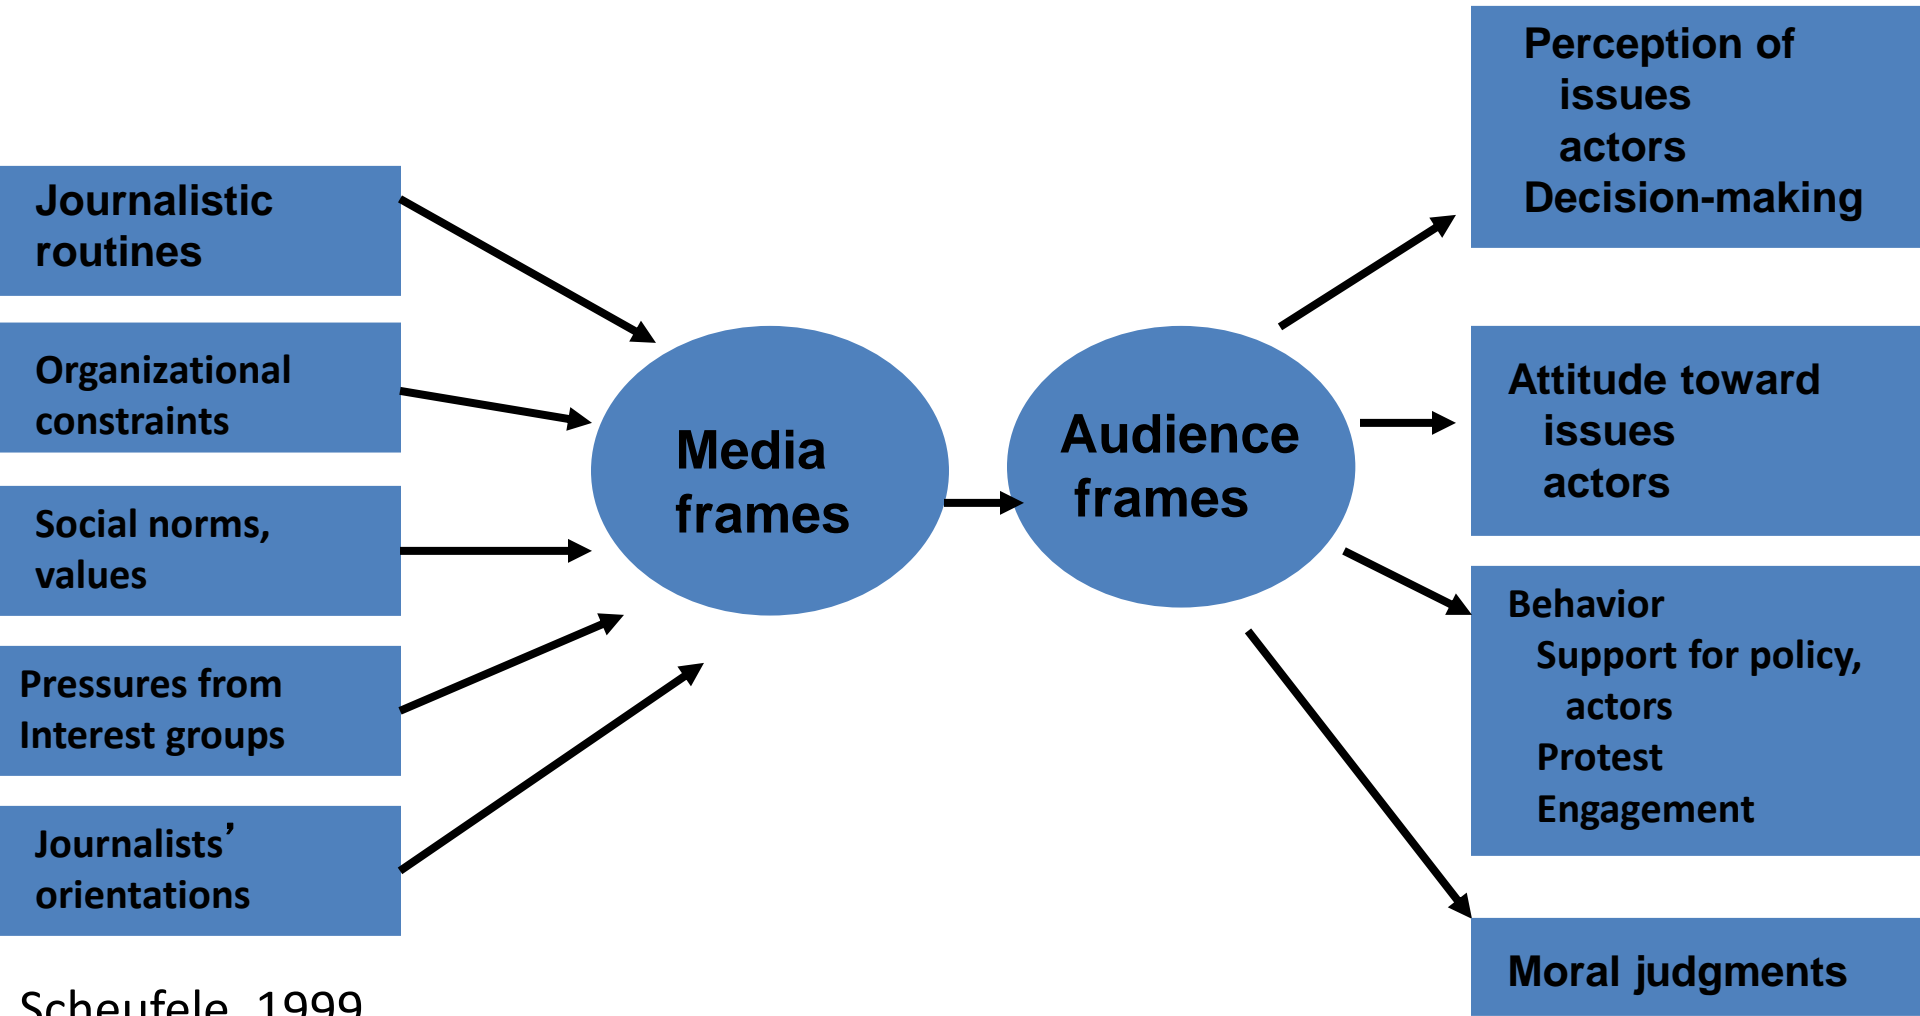 Journalistic
routines
Organizational
constraints
Social norms,
values
Pressures from
Interest groups
Journalists’
orientations
Media
frames
Audience
frames
Perception of
issues
actors
Decision-making
Attitude toward
issues
actors
Behavior
Support for policy,
actors
Protest
Engagement
Moral judgments
Scheufele, 1999